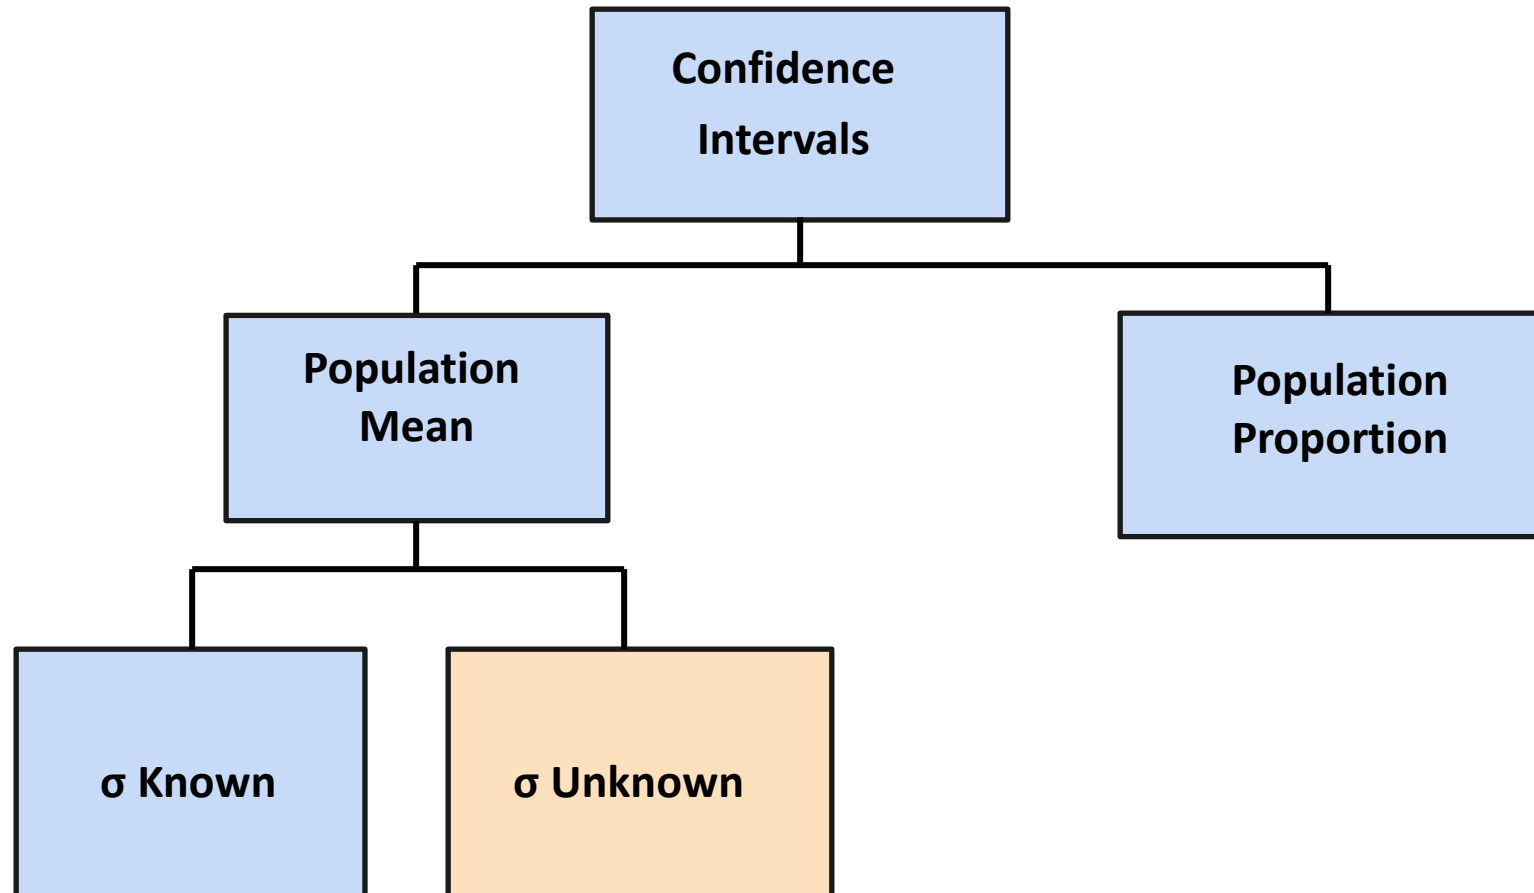 Confidence
Intervals
Population
Mean
Population
Proportion
σ Known
σ Unknown